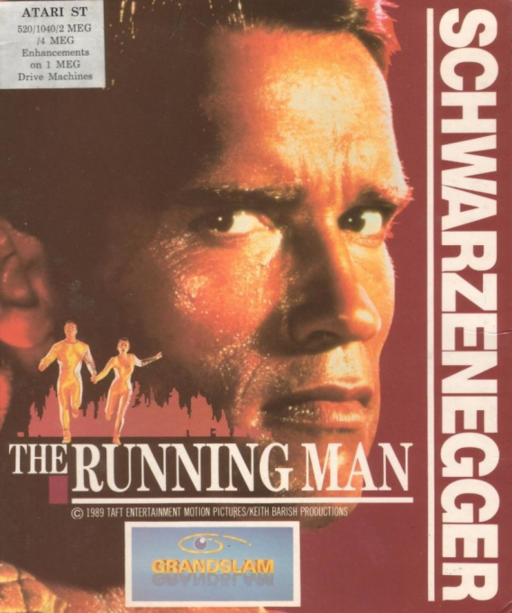 ATARI ST
520/1040/2 MEG
/4 MEG
Enhancements
on 1 MEG
Drive Machines
SCHWARZENEGGER
THE RUNNING MAN
© 1989 TAFT ENTERTAINMENT MOTION PICTURES/KEITH BARISH PRODUCTIONS
GRANDSLAM